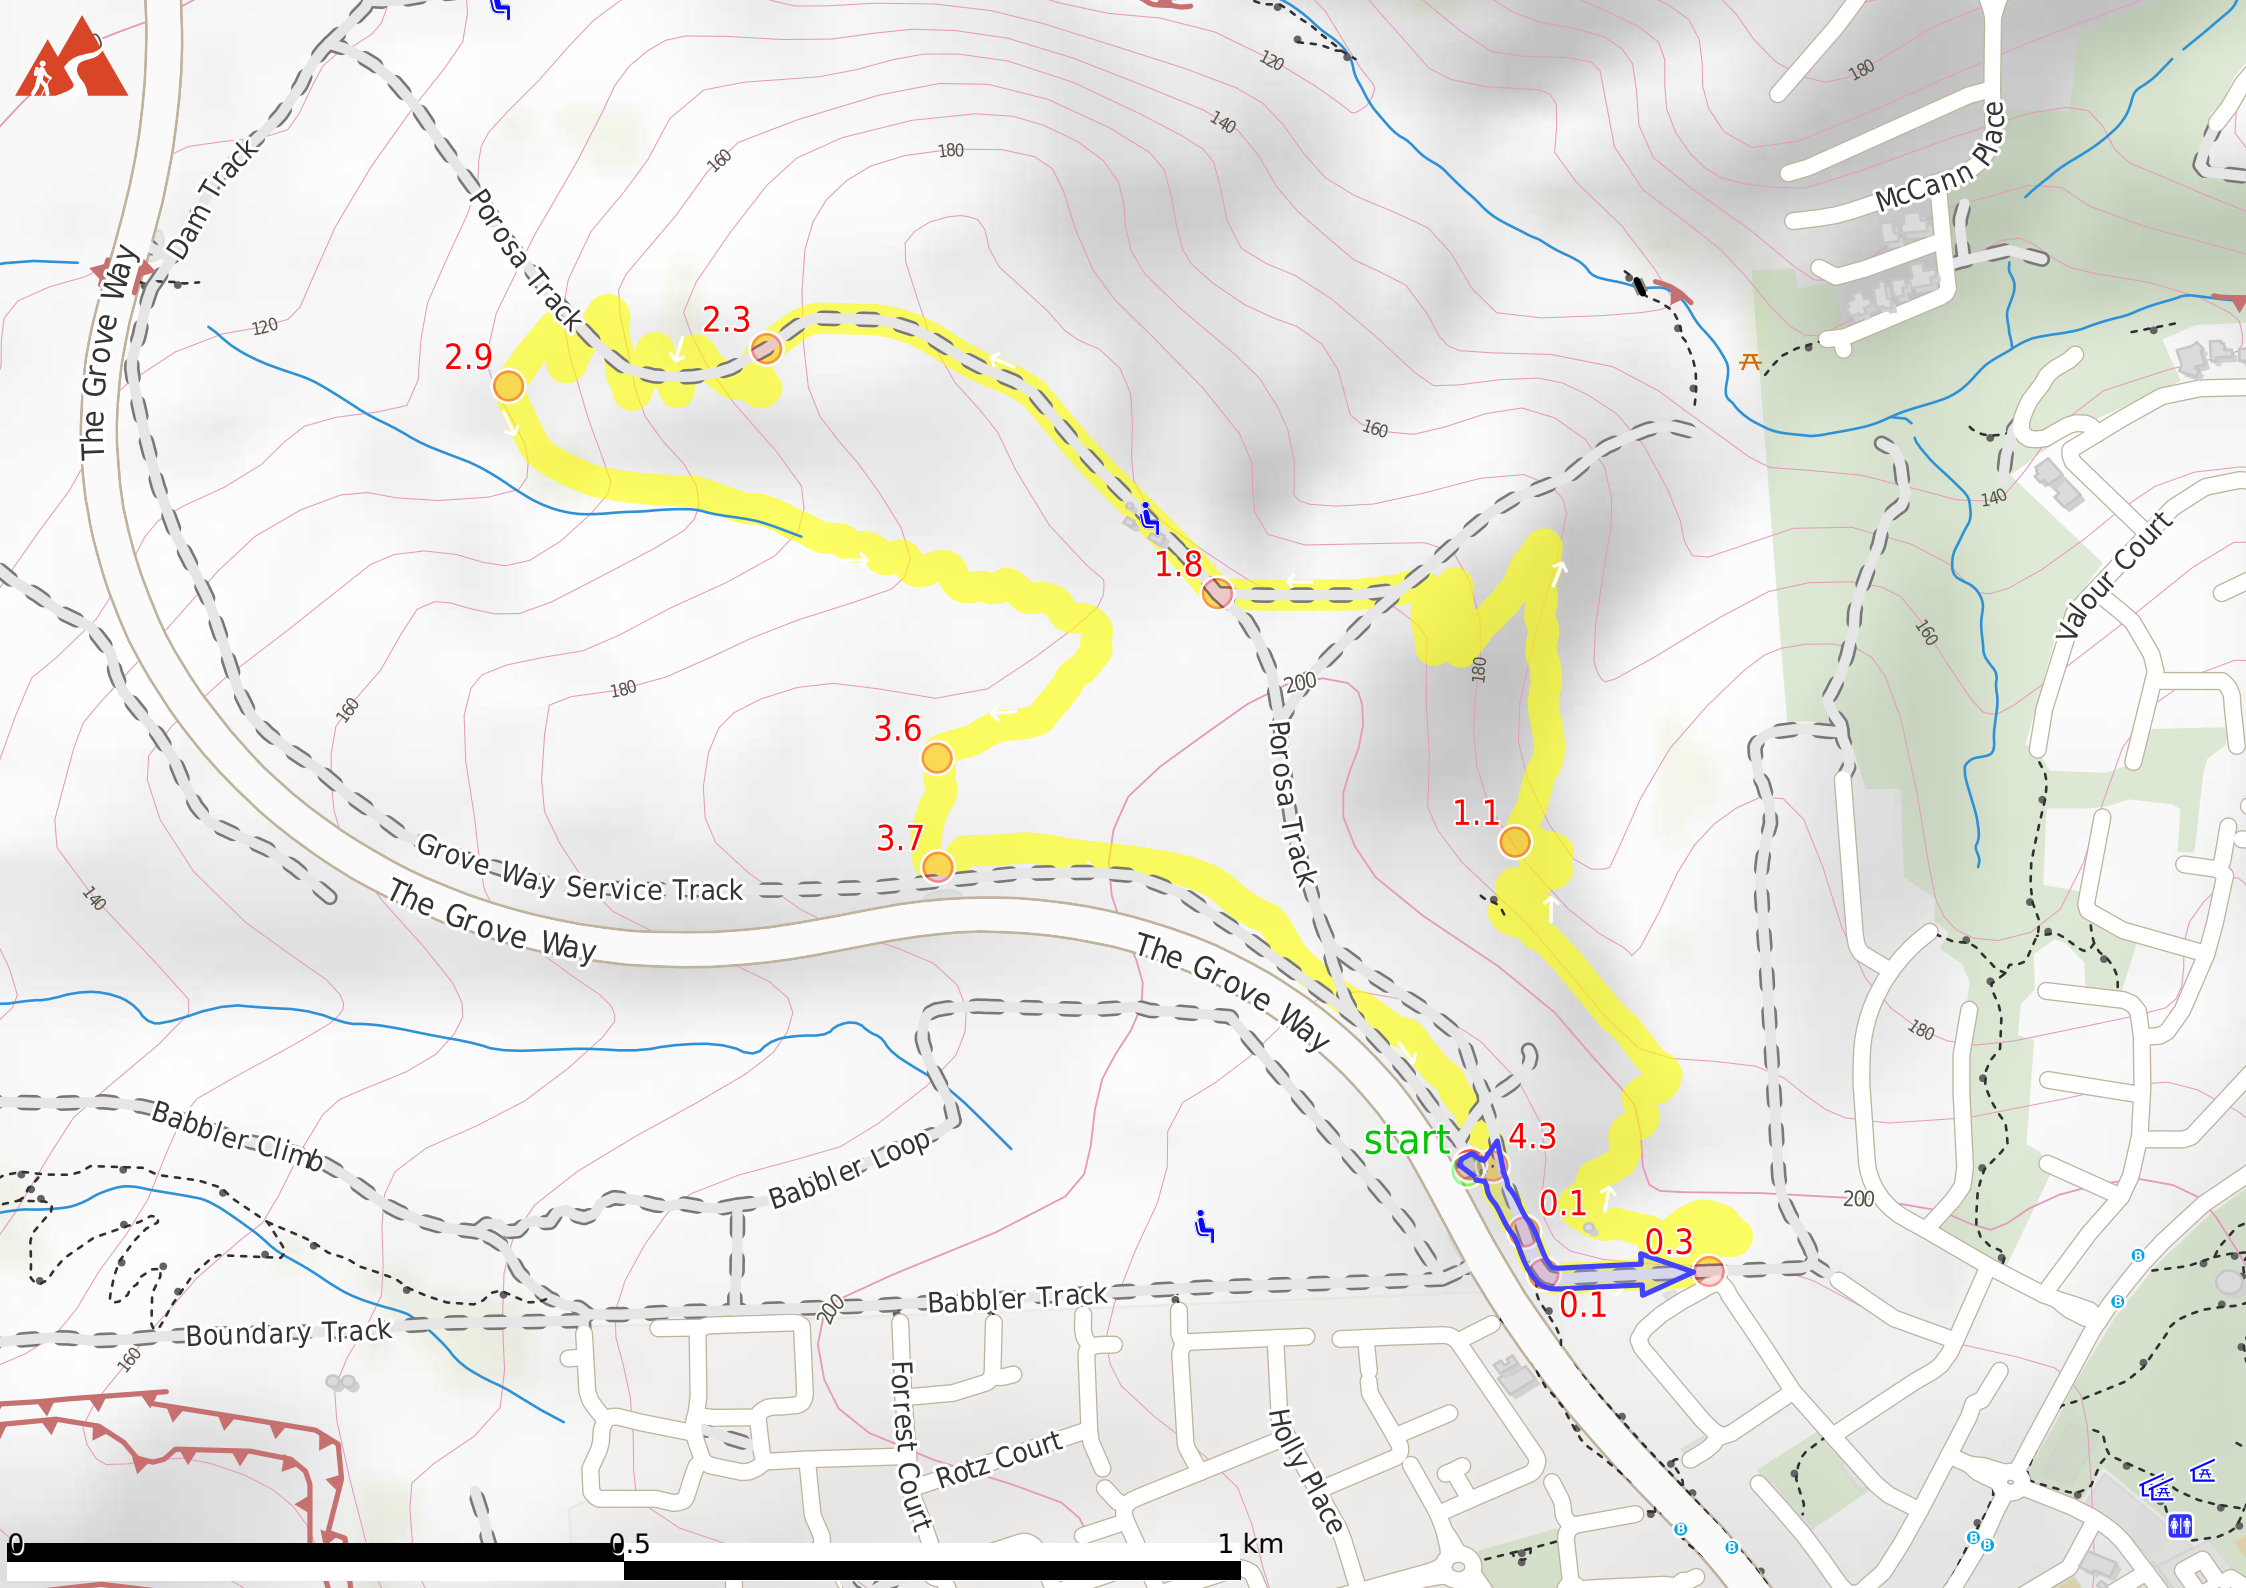 120
180
McCann Place
140
160
180
Dam Track
Porosa Track
The Grove Way
120
2.3
2.9
160
140
Valour Court
1.8
160
180
200
180
160
3.6
Porosa Track
1.1
3.7
Grove Way Service Track
The Grove Way
140
The Grove Way
180
Babbler Climb
Babbler Loop
start
4.3
0.1
200
0.3
0.1
Babbler Track
200
Boundary Track
160
Forrest Court
Rotz Court
Holly Place
B
B
B
B
B
B
0
0.5
1 km